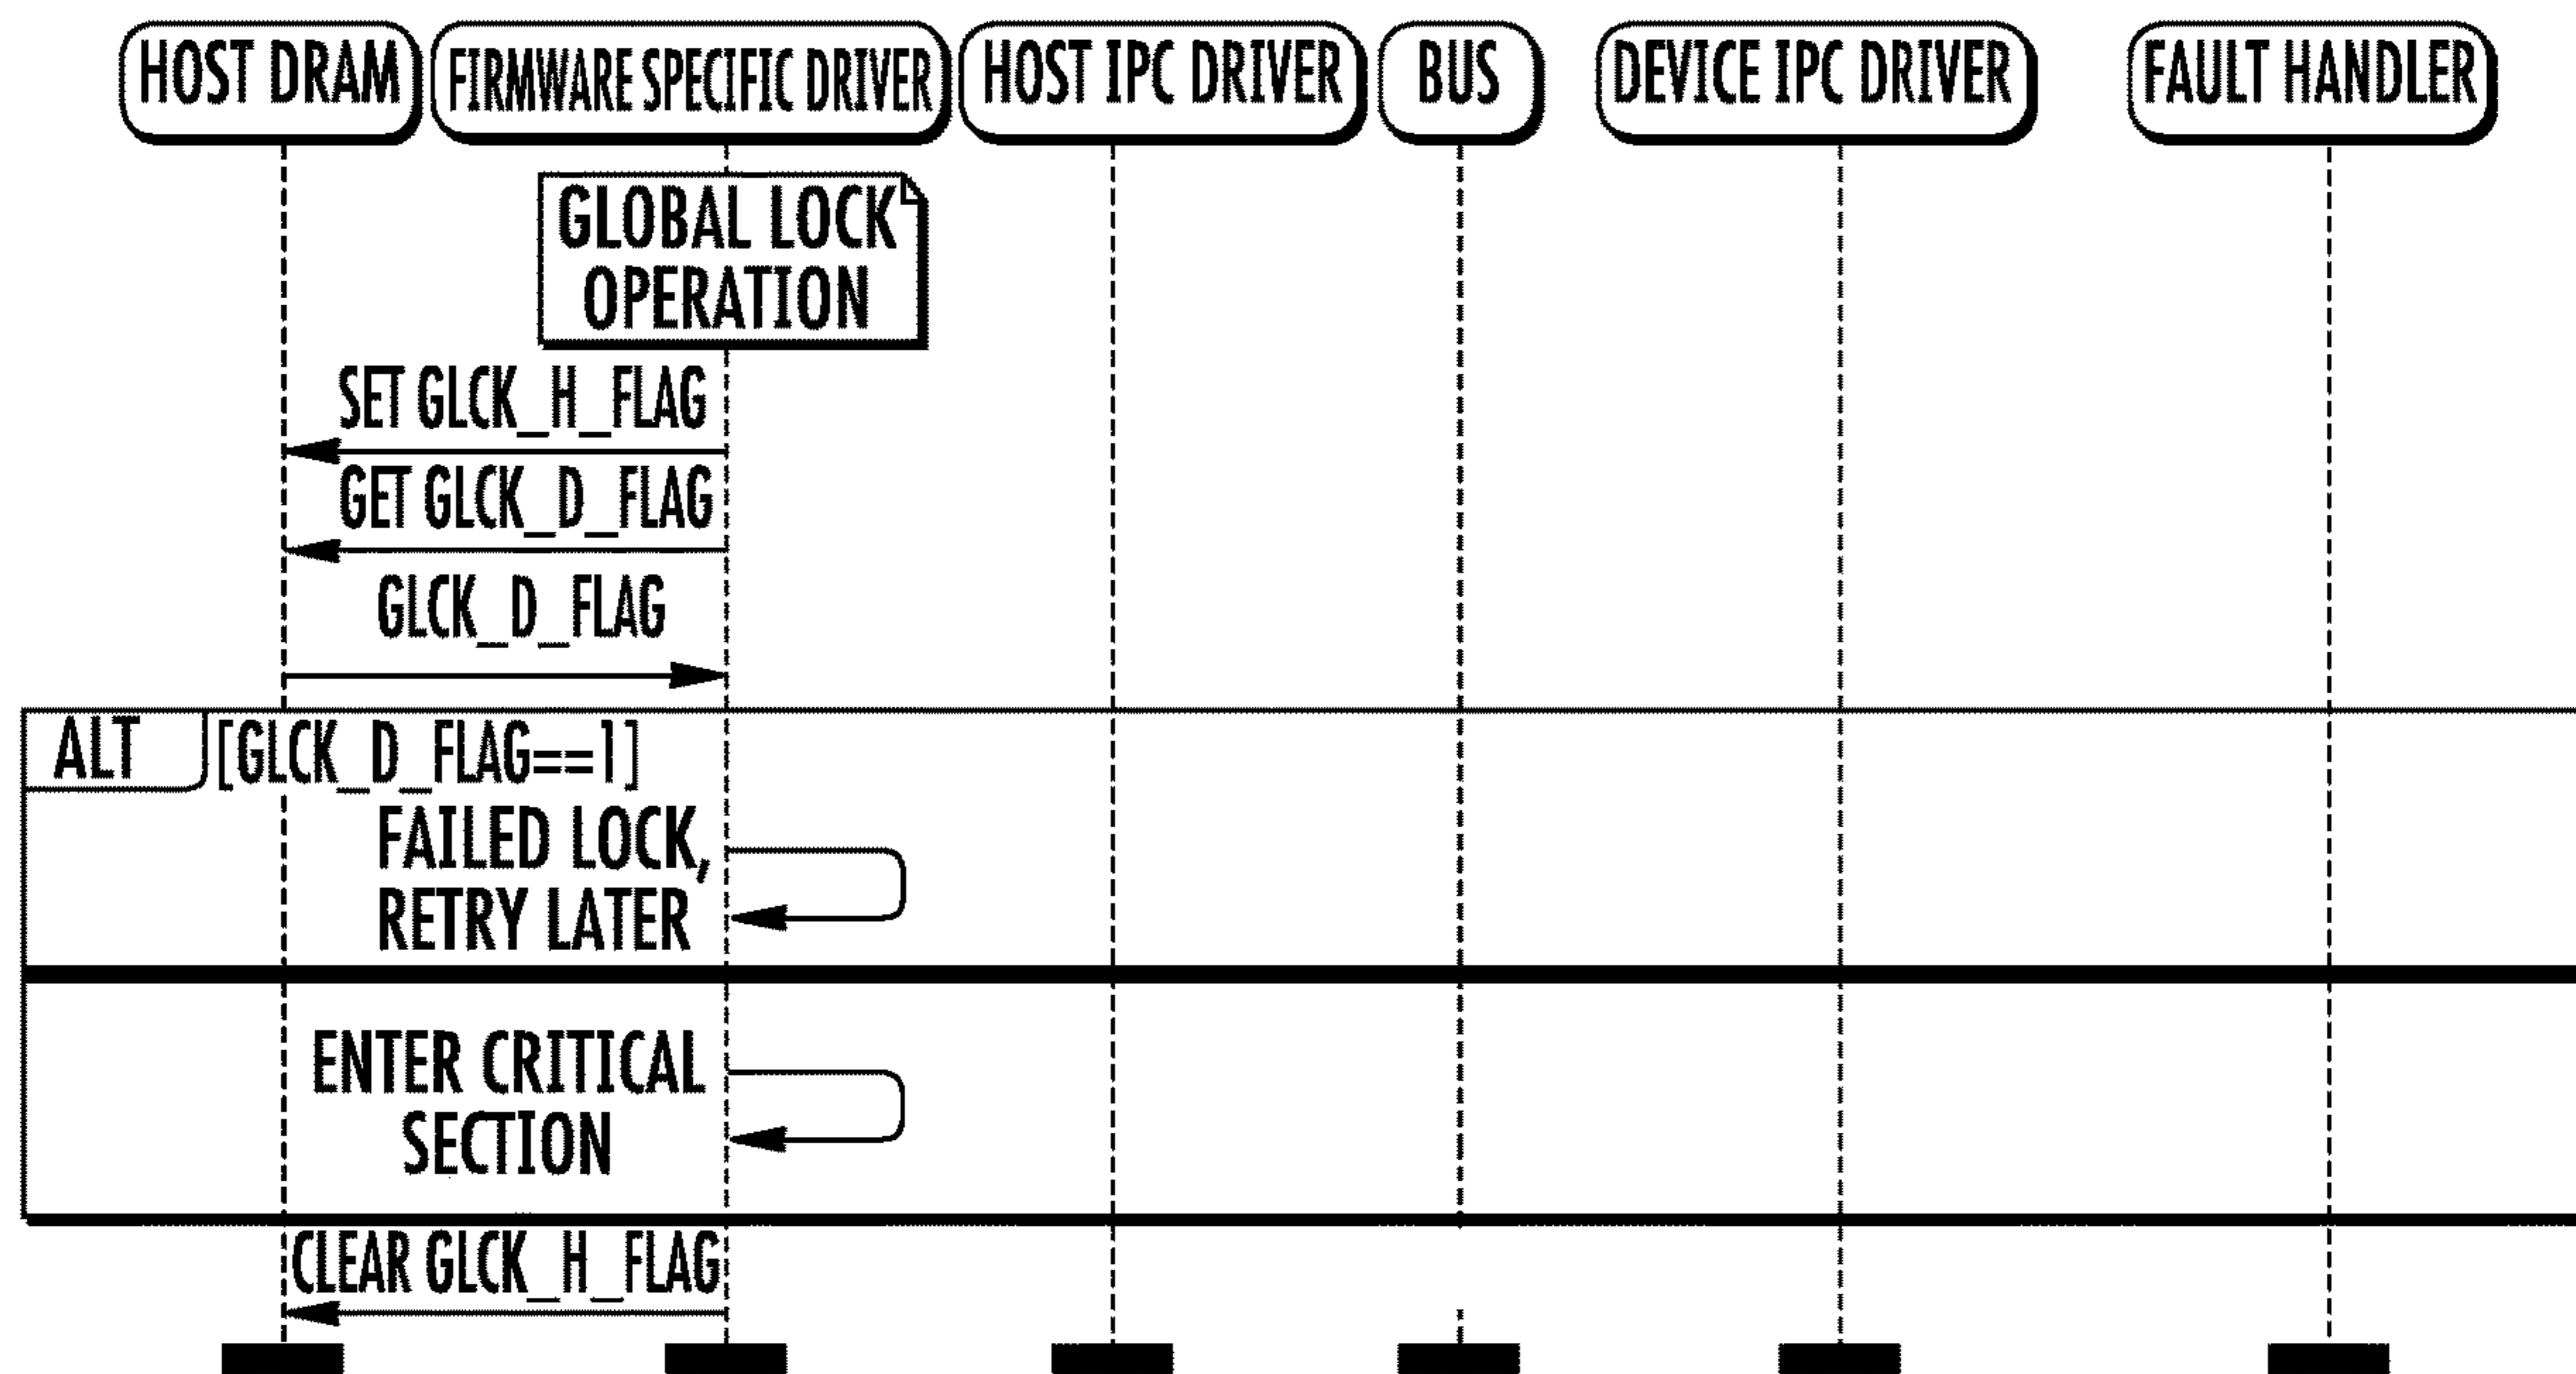 HOST DRAM
FIRMWARE SPECIFIC DRIVER
HOST IPC DRIVER
BUS
DEVICE IPC DRIVER
FAULT HANDLER
GLOBAL LOCK
OPERATION
SET GLCK_H_FLAG
GET GLCK_D_FLAG
GLCK_D_FLAG
ALT
[GLCK_D_FLAG==1]
FAILED LOCK,
RETRY LATER
ENTER CRITICAL
SECTION
CLEAR GLCK_H_FLAG